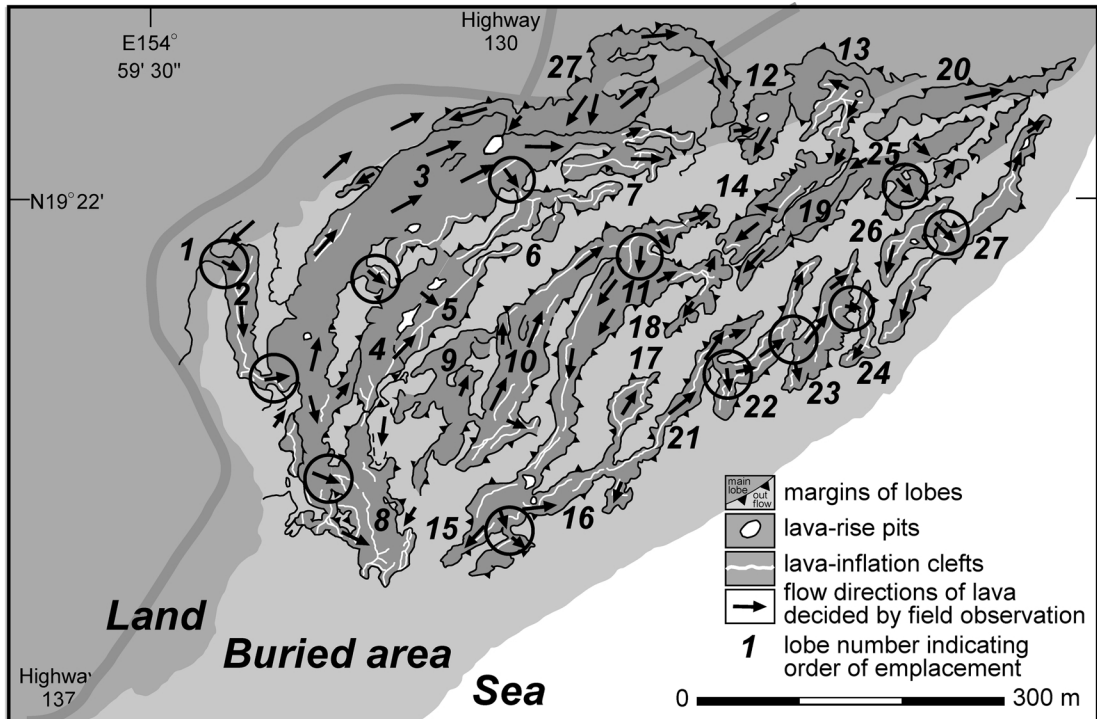 Highway
130
E154°
59' 30"
N19°22'
27
12
13
20
1
2
3
7
14
25
19
26
27
6
5
4
9
10
11
18
17
24
23
22
21
8
15
16
main
lobe
out
flow
margins of lobes
lava-rise pits
lava-inflation clefts
flow directions of lava
decided by field observation
1 lobe number indicating
order of emplacement
Land
Buried area
Sea
Highway
137
0 300 m